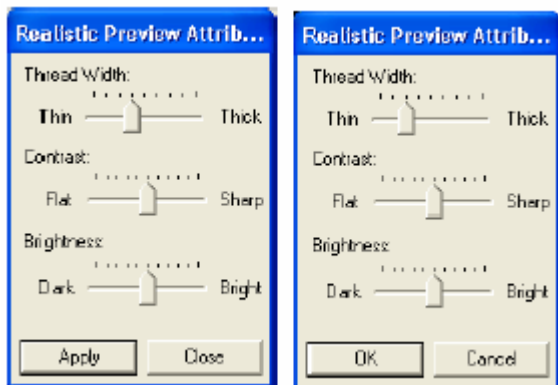 Realistic Preview Attrib...
Thread Width:
Thin Thick
Contrast:
Flat Sharp
Brightness:
Dark Bright
Apply Close
Realistic Preview Attrib...
Thread Width:
Thin Thick
Contrast:
Flat Sharp
Brightness:
Dark Bright
OK Cancel